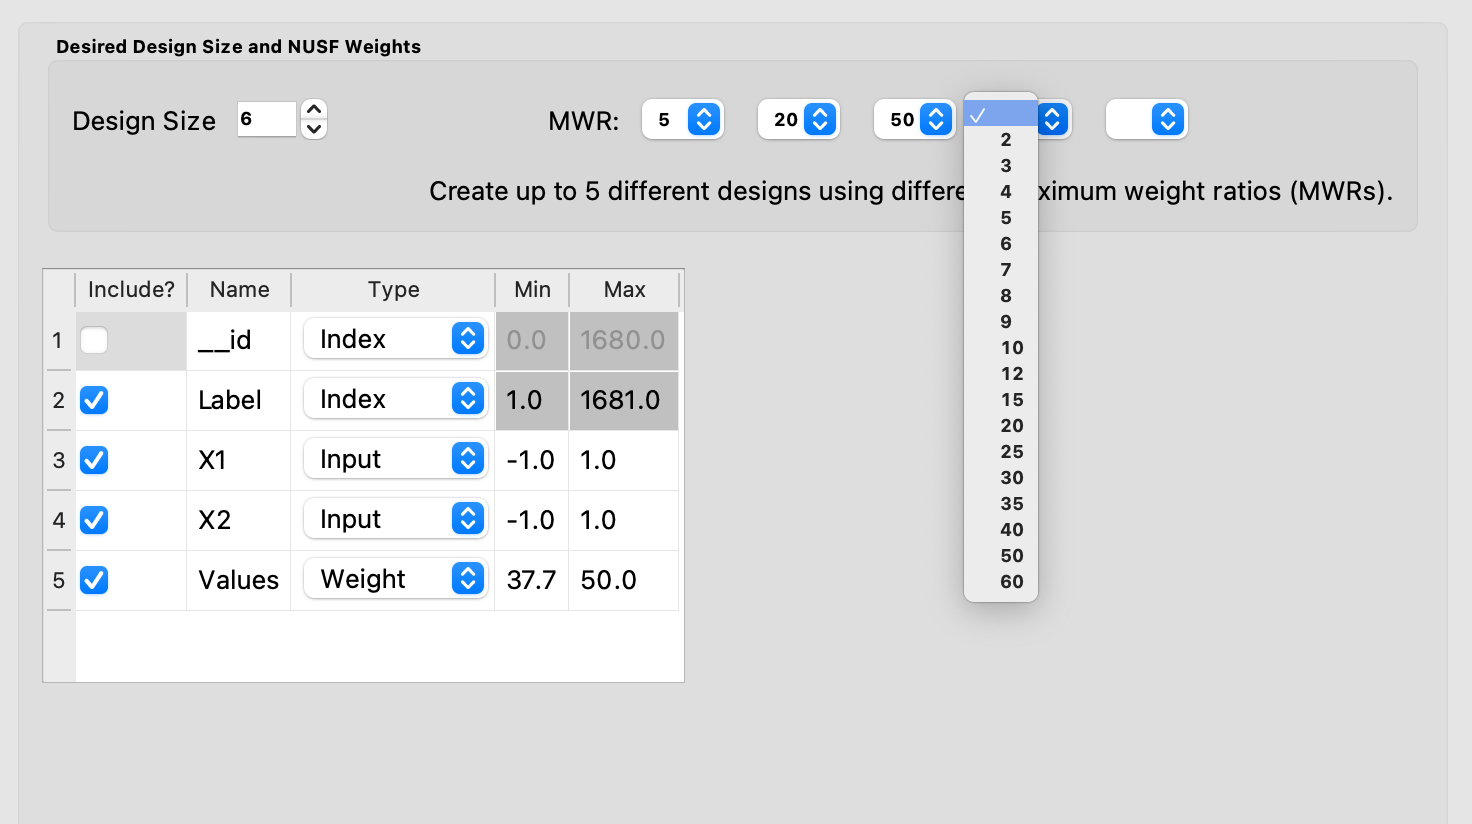 Desired Design Size and NUSF Weights
Design Size 6 MWR: 5 20 50
Create up to 5 different designs using differe ximum weight ratios (MWRs).
2
3
4
5
6
7
8
9
10
12
15
20
25
30
35
40
50
60
Include? Name Type Min Max
1 __id Index 0.0 1680.0
2 Label Index 1.0 1681.0
3 X1 Input -1.0 1.0
4 X2 Input -1.0 1.0
5 Values Weight 37.7 50.0